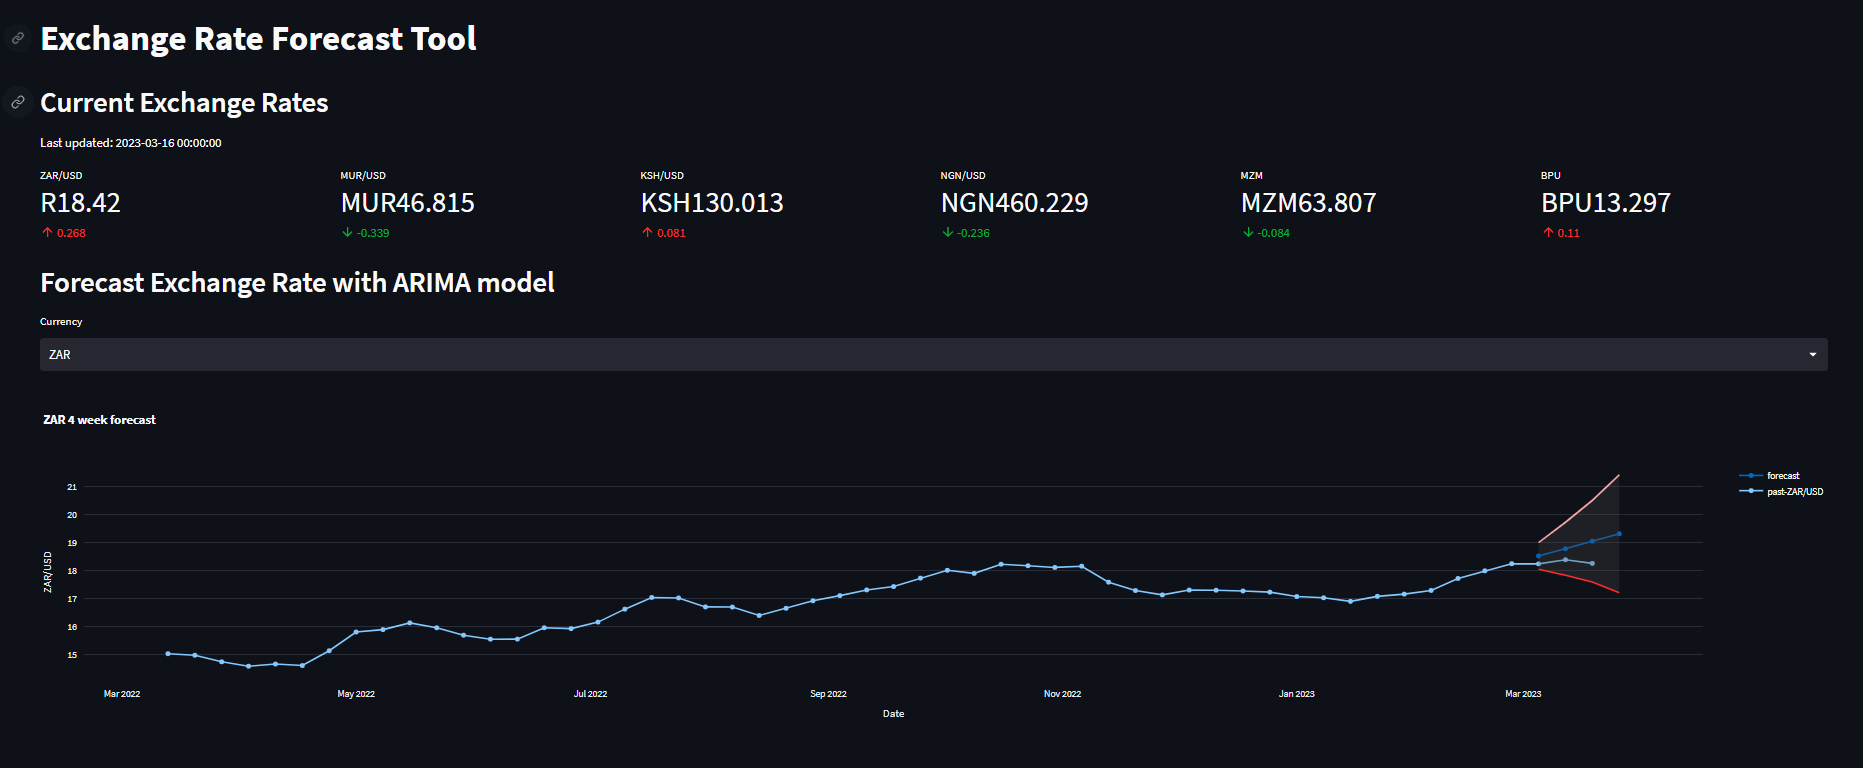 Exchange Rate Forecast Tool
Current Exchange Rates
Last updated: 2023-03-16 00:00:00
ZAR/USD MUR/USD KSH/USD NGN/USD MZM BPU
R18.42 MUR46.815 KSH130.013 NGN460.229 MZM63.807 BPU13.297
↑ 0.268 ↓ -0.339 ↑ 0.081 ↓ -0.236 ↓ -0.084 ↑ 0.11
Forecast Exchange Rate with ARIMA model
Currency
ZAR
ZAR 4 week forecast
forecast
past-ZAR/USD
21
20
19
18
17
16
15
ZAR/USD
Mar 2022 May 2022 Jul 2022 Sep 2022 Nov 2022 Jan 2023 Mar 2023
Date